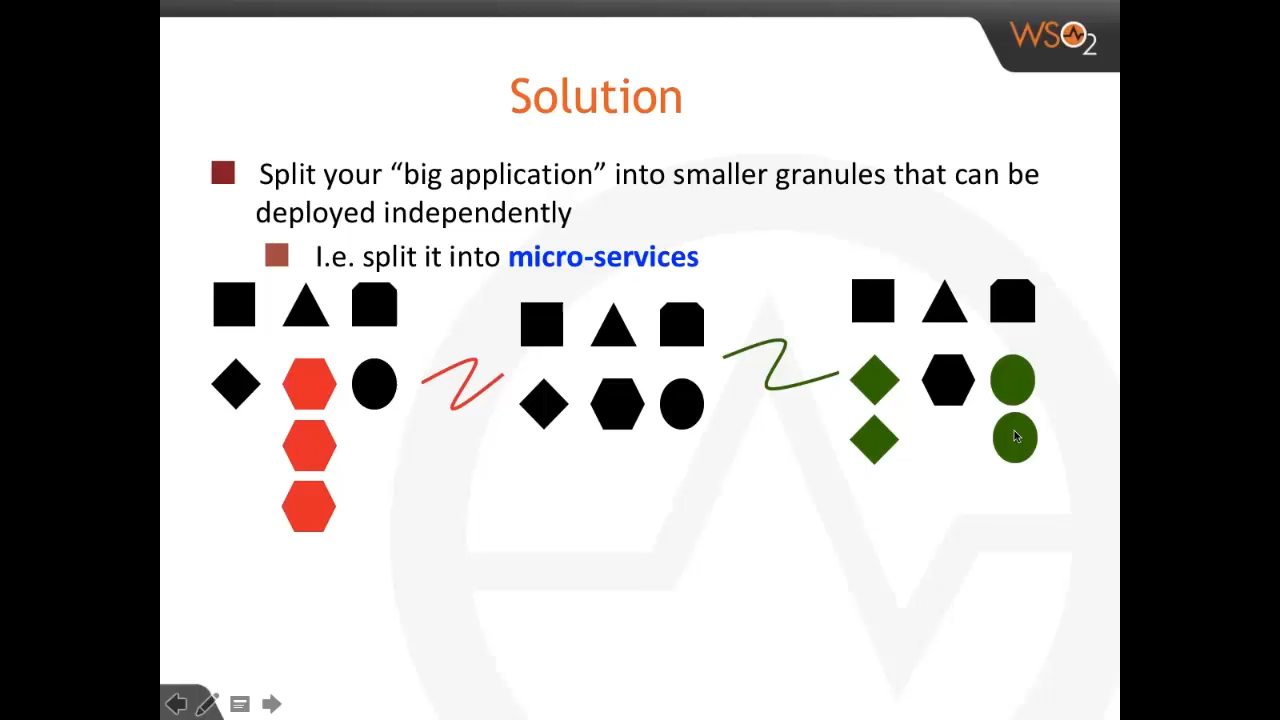 WSO2
Solution
Split your “big application” into smaller granules that can be
deployed independently
I.e. split it into micro-services